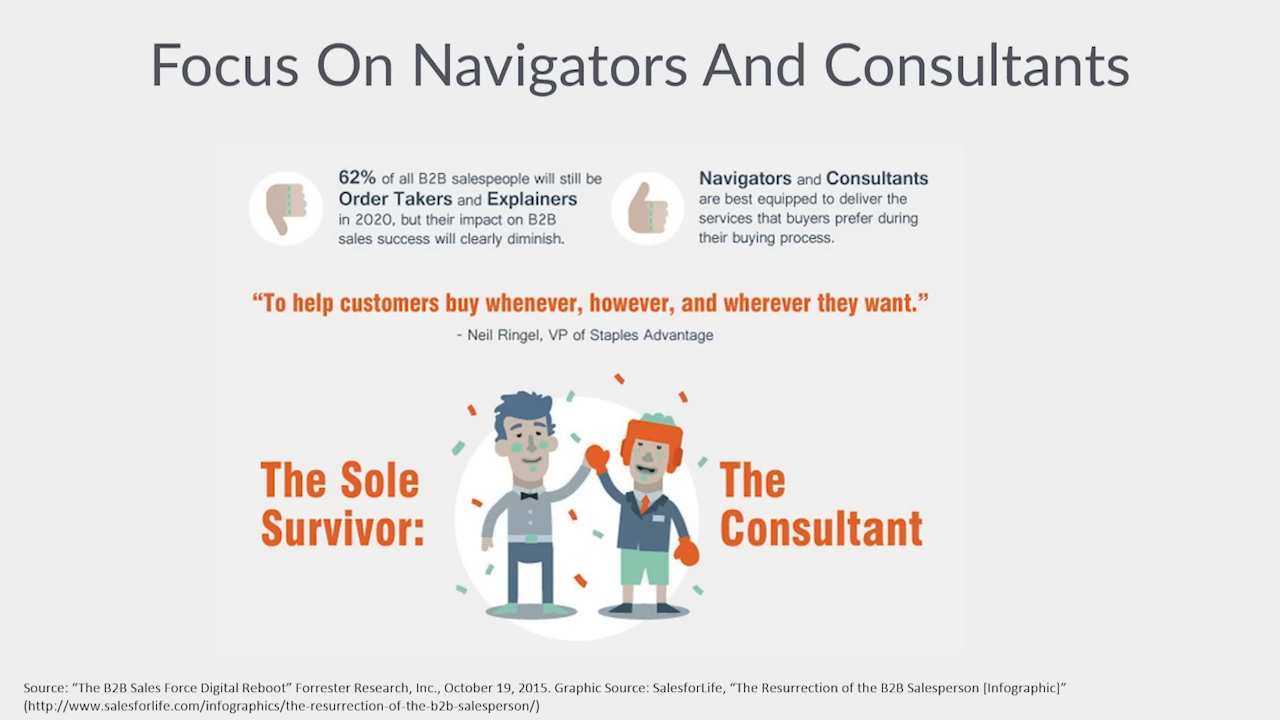 Focus On Navigators And Consultants
62% of all B2B salespeople will still be
Order Takers and Explainers
in 2020, but their impact on B2B
sales success will clearly diminish.
Navigators and Consultants
are best equipped to deliver the
services that buyers prefer during
their buying process.
“To help customers buy whenever, however, and wherever they want.”
- Neil Ringel, VP of Staples Advantage
The Sole
Survivor:
The
Consultant
Source: “The B2B Sales Force Digital Reboot” Forrester Research, Inc., October 19, 2015. Graphic Source: SalesforLife, “The Resurrection of the B2B Salesperson [Infographic]”
(http://www.salesforlife.com/infographics/the-resurrection-of-the-b2b-salesperson/)